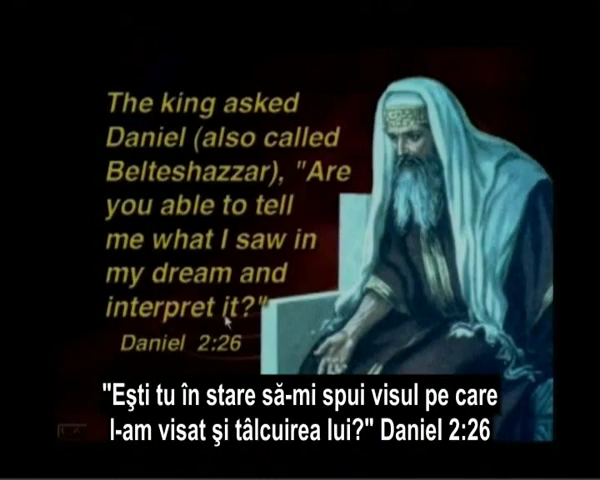 The king asked
Daniel (also called
Belteshazzar), "Are
you able to tell
me what I saw in
my dream and
interpret it?"
Daniel 2:26
"Eşti tu în stare să-mi spui visul pe care
l-am visat şi tâlcuirea lui?" Daniel 2:26